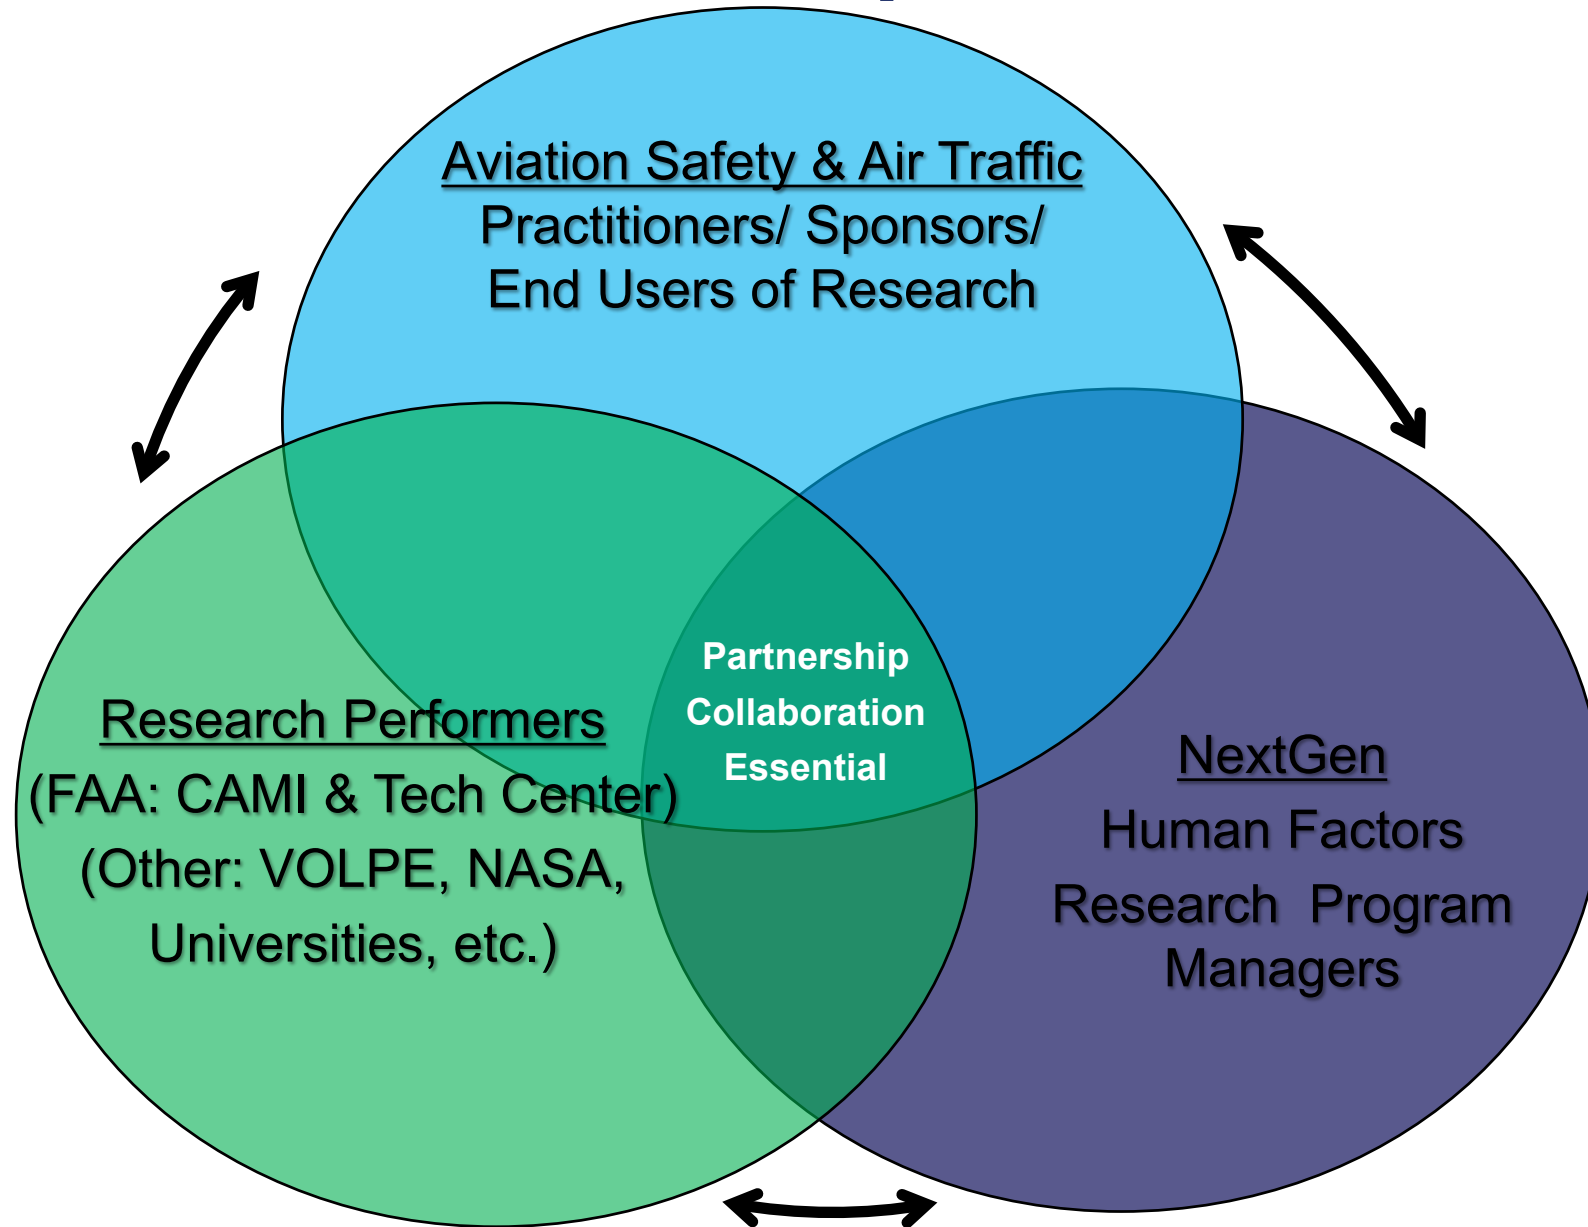 Aviation Safety & Air Traffic
Practitioners/ Sponsors/
End Users of Research
Partnership
Collaboration
Essential
Research Performers
(FAA: CAMI & Tech Center)
(Other: VOLPE, NASA,
Universities, etc.)
NextGen
Human Factors
Research Program
Managers